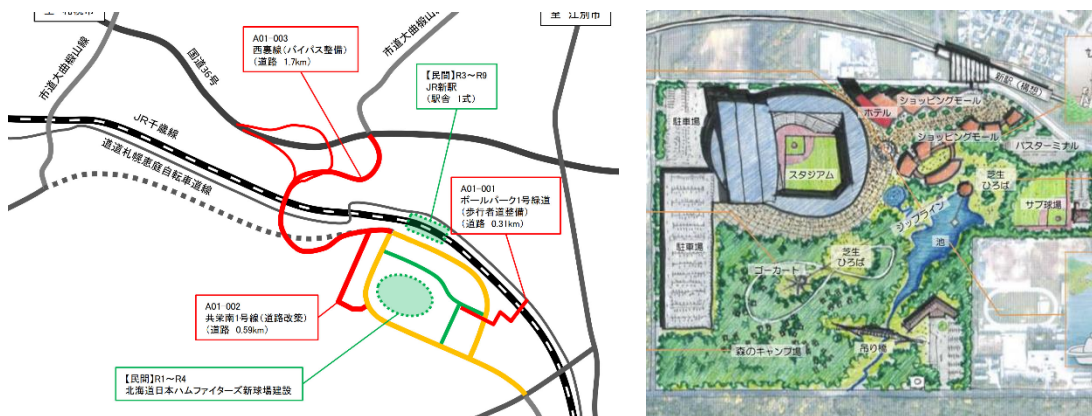 至 江別市
市道大曲椴山線
国道36号
市道大曲椴山
A01-003
西裏線(バイパス整備)
(道路 1.7km)
【民間】R3～R9
JR新駅
(駅舎 1式)
JR千歳線
道道札幌恵庭自転車道線
A01-001
ボールパーク1号緑道
(歩行者道整備)
(道路 0.31km)
A01-002
共栄南1号線(道路改築)
(道路 0.59km)
【民間】R1～R4
北海道日本ハムファイターズ新球場建設
新駅(構想)
駐車場
ホテル
ショッピングモール
ショッピングモール
バスターミナル
スタジアム
芝生
ひろば
サブ球場
ジップライン
池
駐車場
ゴーカート
芝生
ひろば
吊り橋
森のキャンプ場